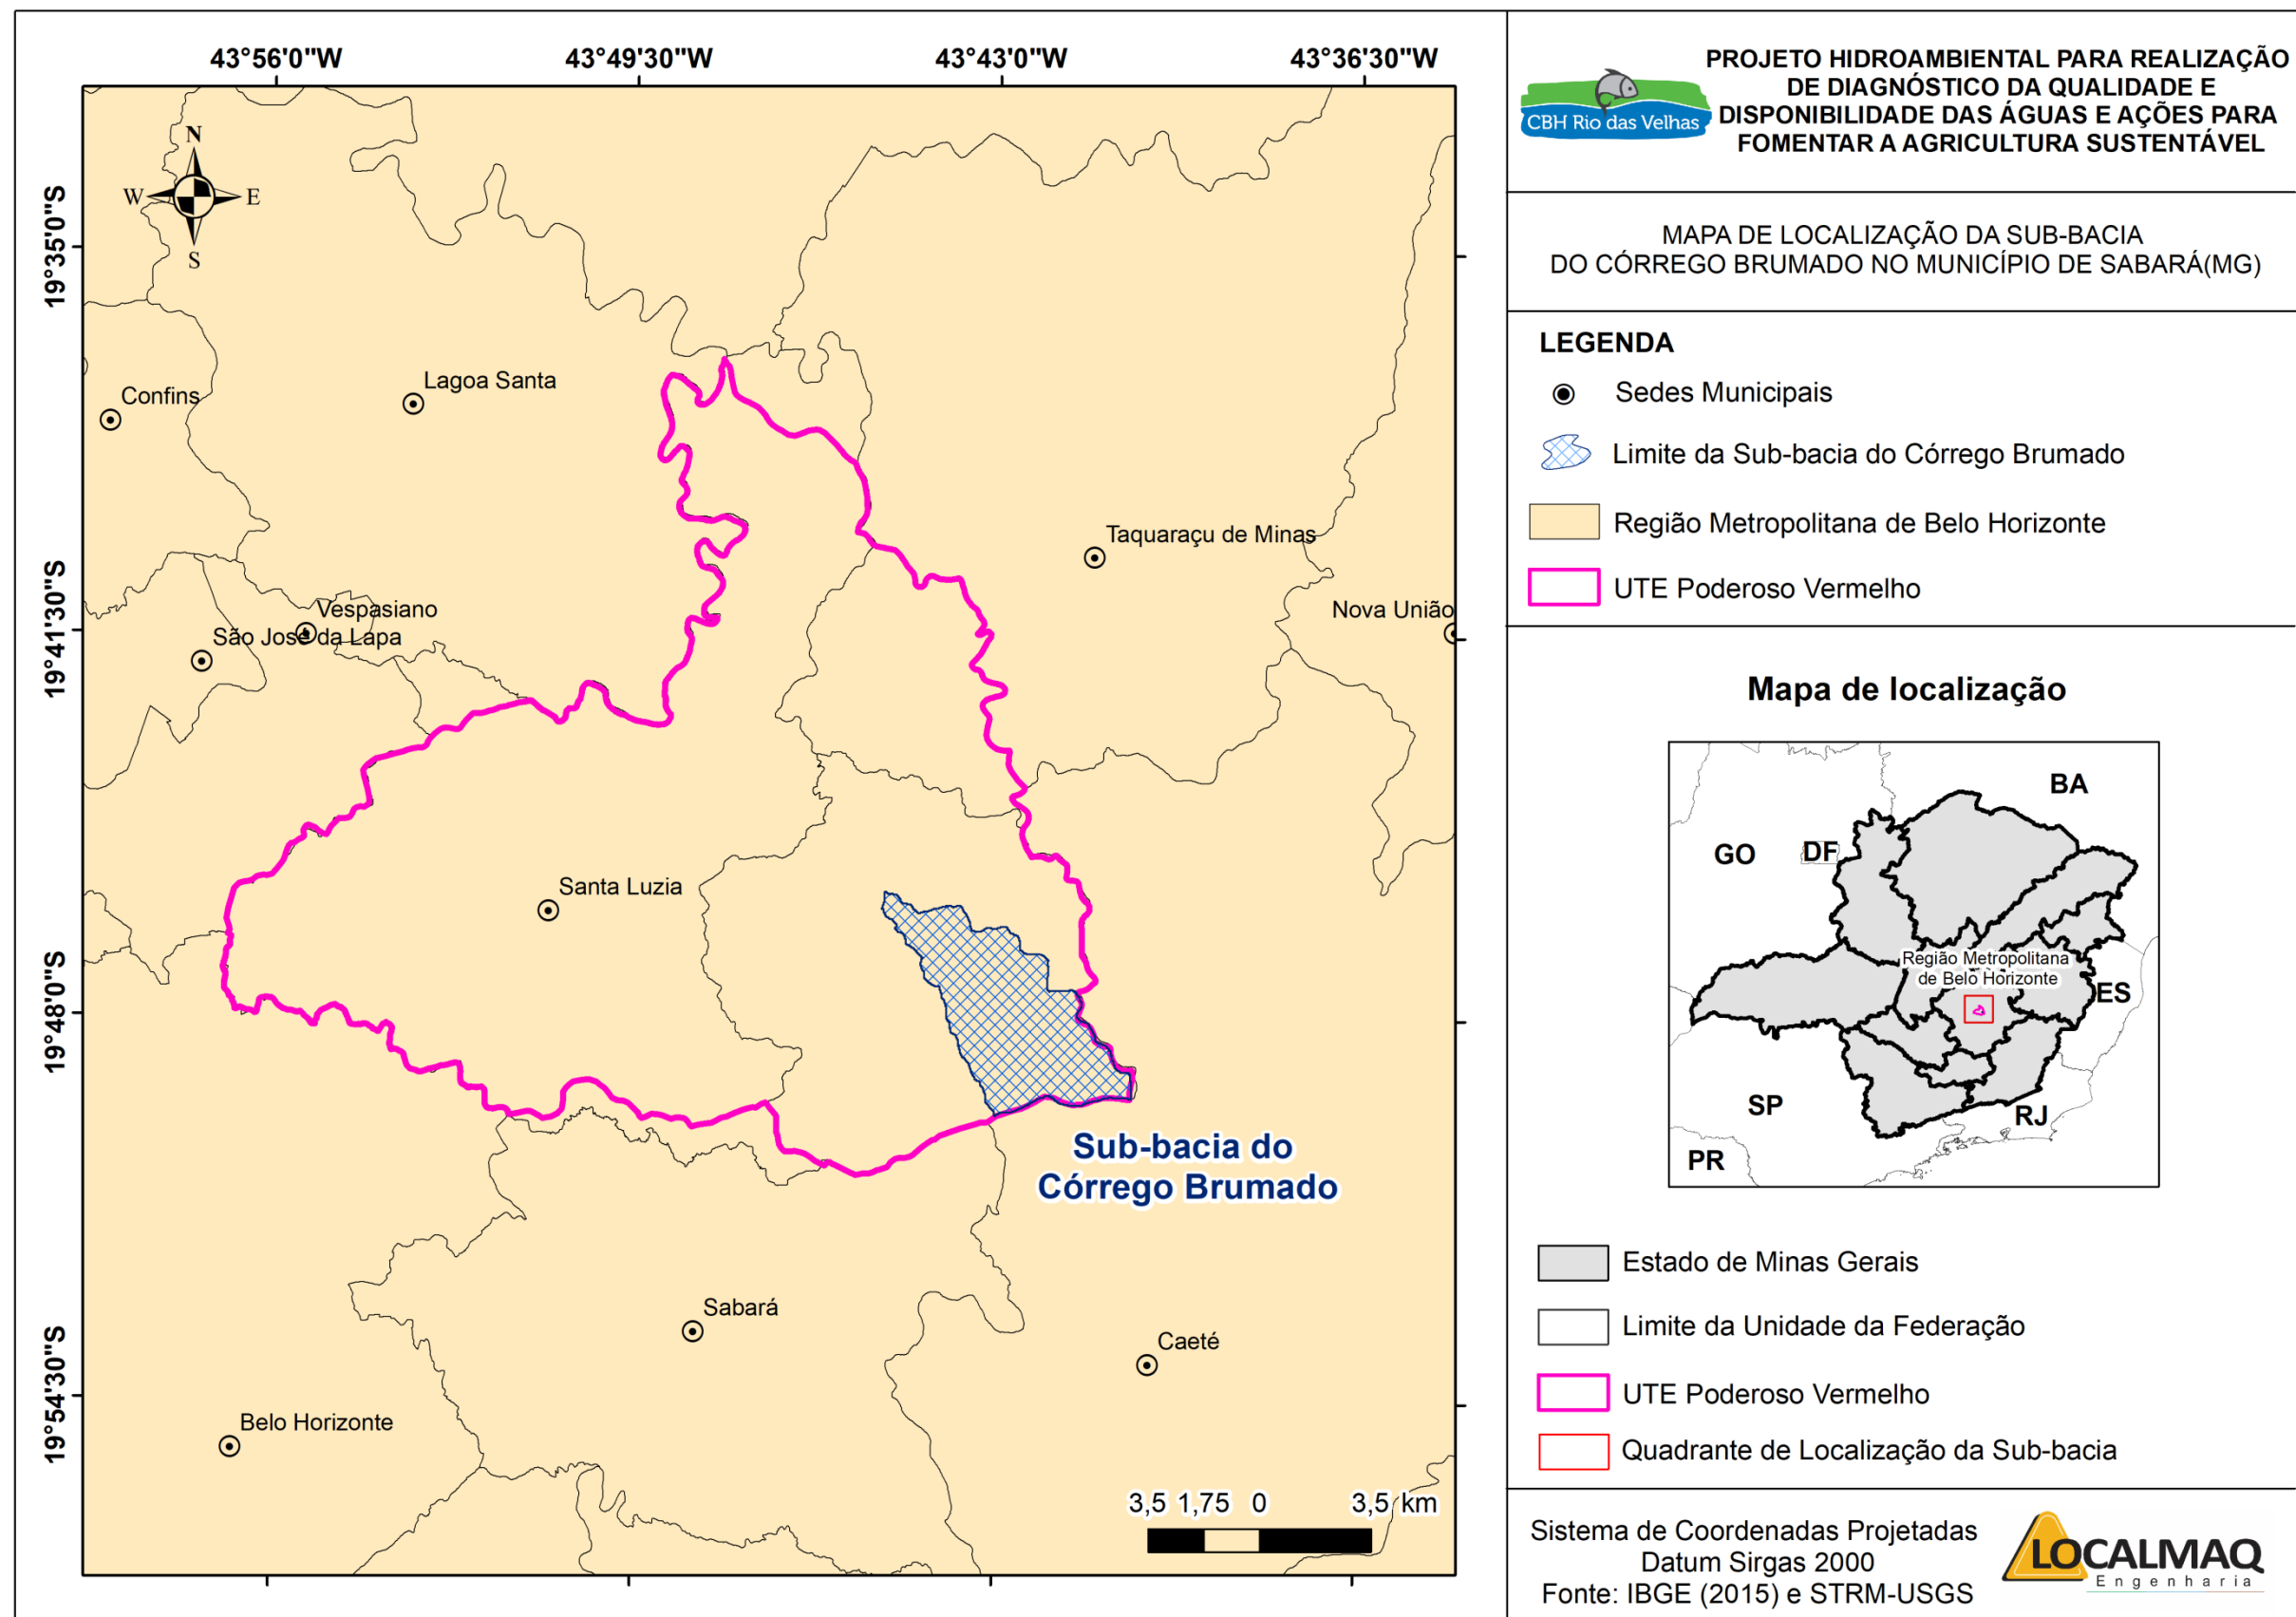 43°56'0"W
43°49'30"W
43°43'0"W
43°36'30"W
19°35'0"S
19°41'30"S
19°48'0"S
19°54'30"S
N
W
E
S
Confins
Lagoa Santa
Taquaraçu de Minas
Nova União
Vespasiano
São José da Lapa
Santa Luzia
Sub-bacia do
Córrego Brumado
Sabará
Caeté
Belo Horizonte
3,5 1,75 0 3,5 km
CBH Rio das Velhas
PROJETO HIDROAMBIENTAL PARA REALIZAÇÃO
DE DIAGNÓSTICO DA QUALIDADE E
DISPONIBILIDADE DAS ÁGUAS E AÇÕES PARA
FOMENTAR A AGRICULTURA SUSTENTÁVEL
MAPA DE LOCALIZAÇÃO DA SUB-BACIA
DO CÓRREGO BRUMADO NO MUNICÍPIO DE SABARÁ(MG)
LEGENDA
Sedes Municipais
Limite da Sub-bacia do Córrego Brumado
Região Metropolitana de Belo Horizonte
UTE Poderoso Vermelho
Mapa de localização
BA
GO
DF
Região Metropolitana
de Belo Horizonte
ES
SP
RJ
PR
Estado de Minas Gerais
Limite da Unidade da Federação
UTE Poderoso Vermelho
Quadrante de Localização da Sub-bacia
Sistema de Coordenadas Projetadas
Datum Sirgas 2000
Fonte: IBGE (2015) e STRM-USGS
LOCALMAQ
Engenharia